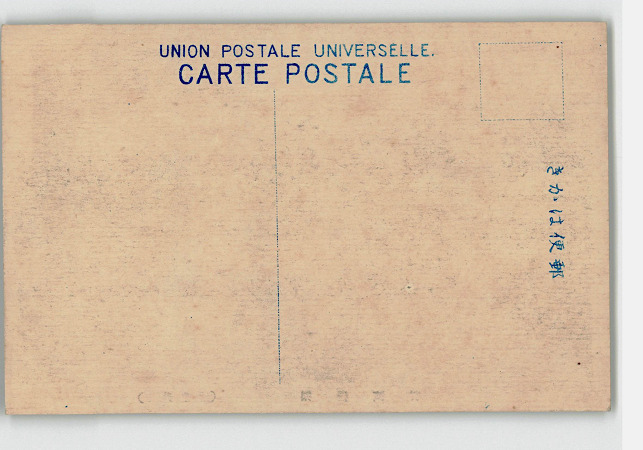 UNION POSTALE UNIVERSELLE.
CARTE POSTALE
きかは便郵